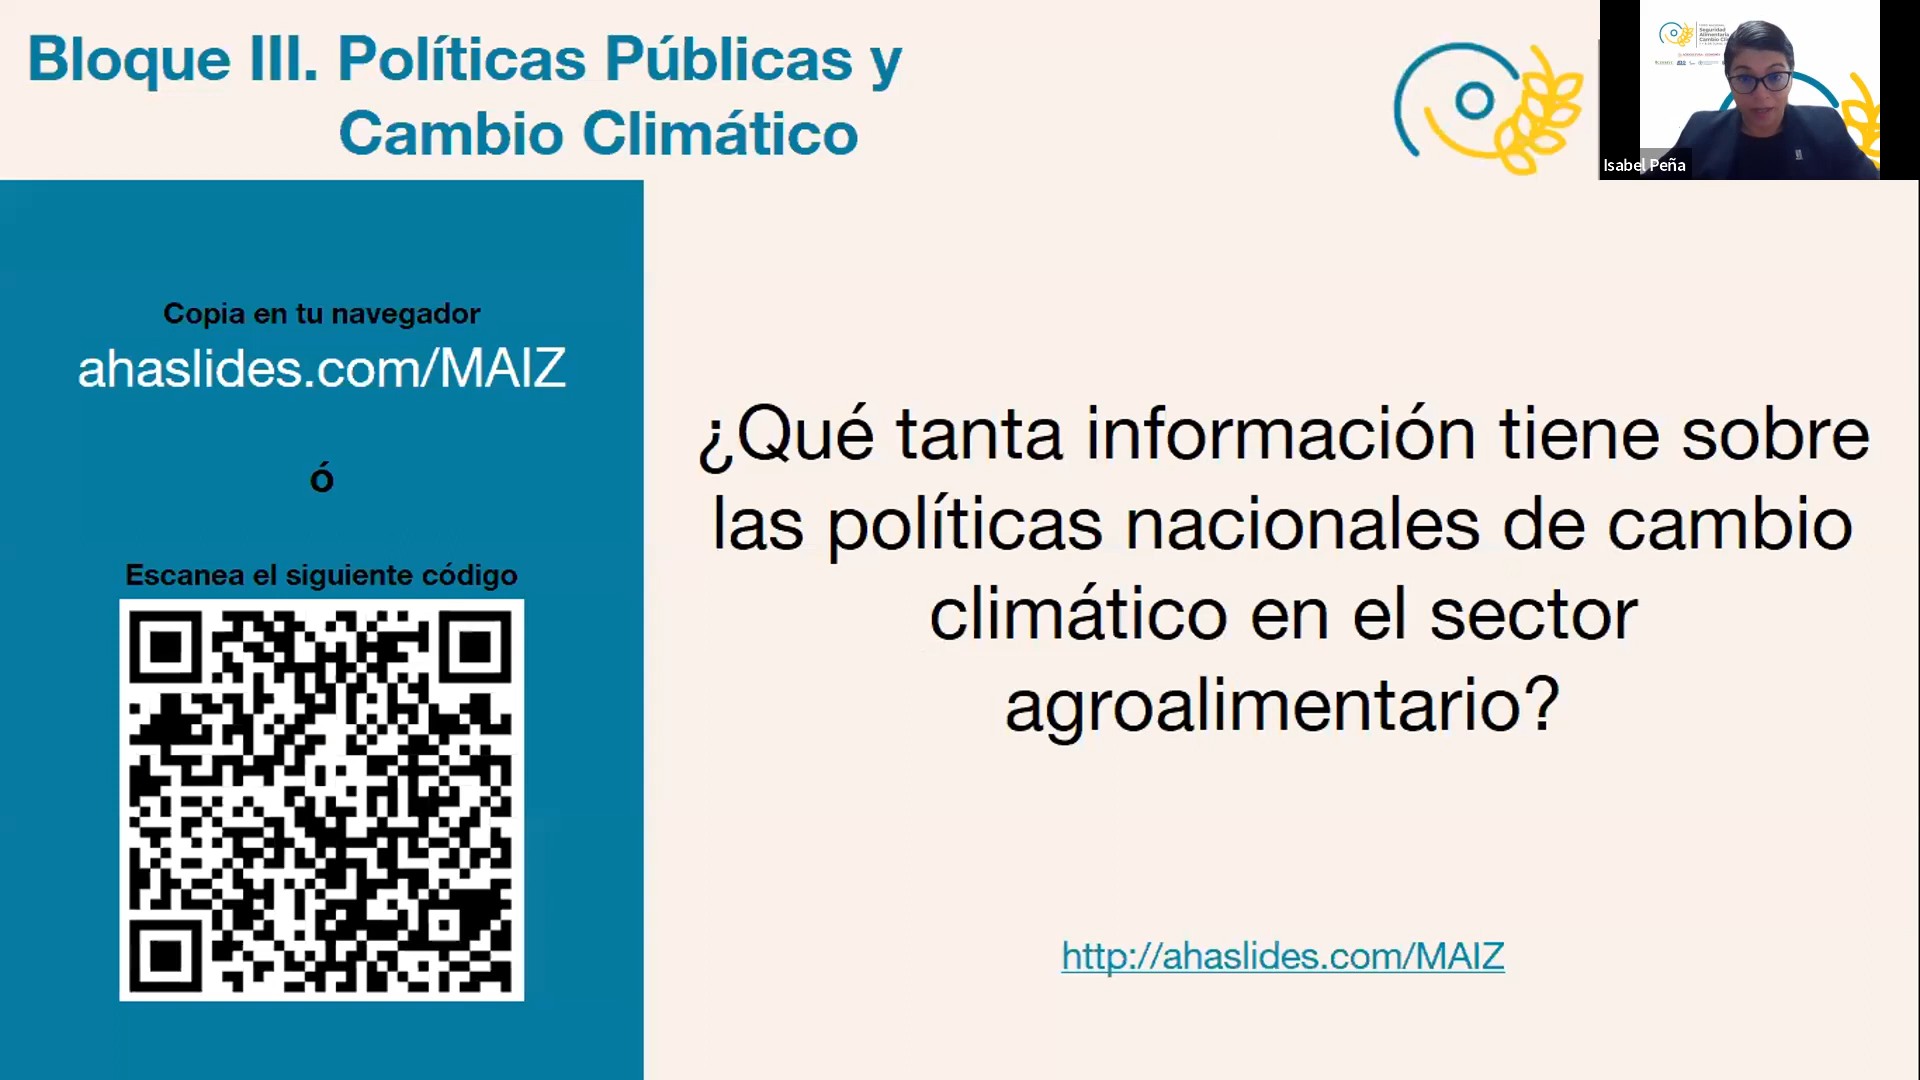 Bloque III. Políticas Públicas y
Cambio Climático
Copia en tu navegador
ahaslides.com/MAIZ
ó
Escanea el siguiente código
¿Qué tanta información tiene sobre
las políticas nacionales de cambio
climático en el sector
agroalimentario?
http://ahaslides.com/MAIZ
Seguridad
Alimentaria
Isabel Peña